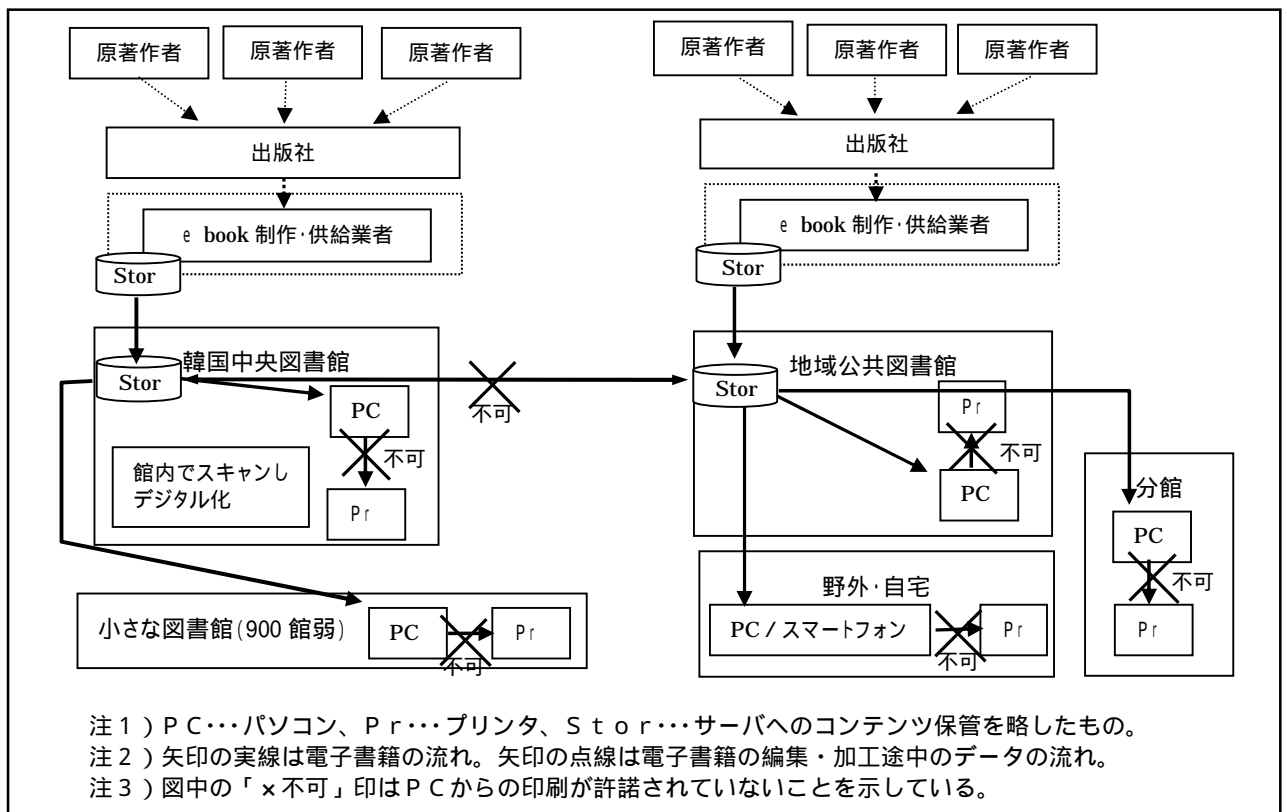 原著作者
原著作者
原著作者
原著作者
原著作者
原著作者
出版社
出版社
e book 制作･供給業者
e book 制作･供給業者
Stor
Stor
韓国中央図書館
地域公共図書館
Stor
Stor
PC
不可
Pr
不可
不可
PC
館内でスキャンし
デジタル化
Pr
分館
PC
不可
Pr
野外･自宅
小さな図書館(900 館弱)
PC
Pr
不可
PC / スマートフォン
Pr
不可
注１）ＰＣ･･･パソコン、Ｐｒ･･･プリンタ、Ｓｔｏｒ･･･サーバへのコンテンツ保管を略したもの。
注２）矢印の実線は電子書籍の流れ。矢印の点線は電子書籍の編集・加工途中のデータの流れ。
注３）図中の「×不可」印はＰＣからの印刷が許諾されていないことを示している。